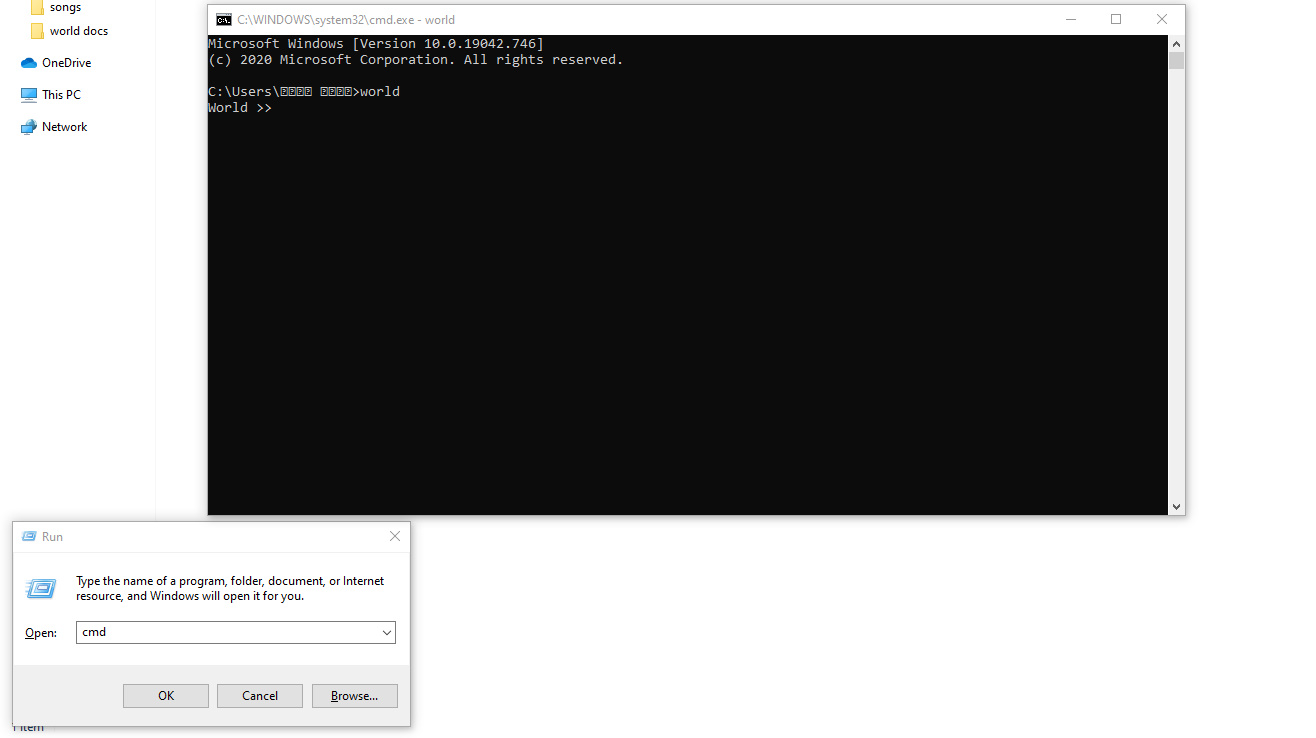 songs
world docs
OneDrive
This PC
Network
C:\WINDOWS\system32\cmd.exe - world
Microsoft Windows [Version 10.0.19042.746]
(c) 2020 Microsoft Corporation. All rights reserved.
C:\Users\ >world
World >>
Run
Type the name of a program, folder, document, or Internet
resource, and Windows will open it for you.
Open:
cmd
OK
Cancel
Browse...
1 item